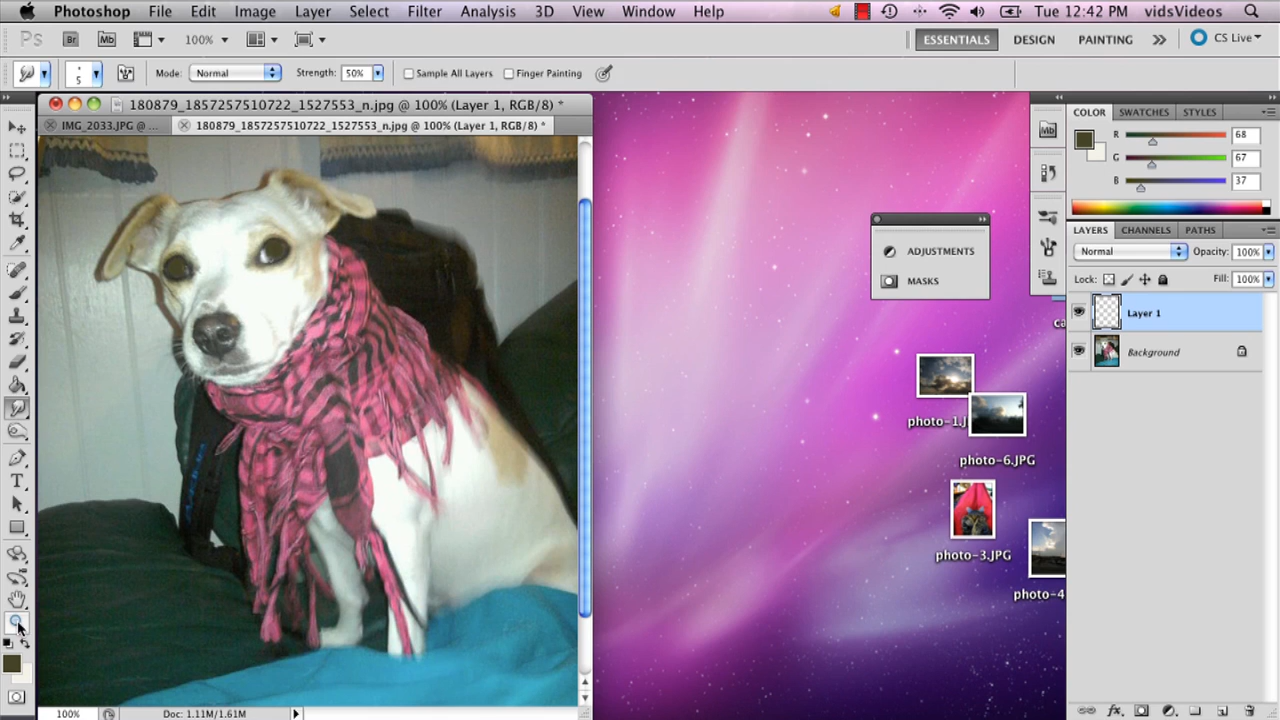 Photoshop File Edit Image Layer Select Filter Analysis 3D View Window Help Tue 12:42 PM vidsVideos
Ps Br Mb 100% ESSENTIALS DESIGN PAINTING CS Live
5 Mode: Normal Strength: 50% Sample All Layers Finger Painting
180879_1857257510722_1527553_n.jpg @ 100% (Layer 1, RGB/8) *
IMG_2033.JPG @ ... 180879_1857257510722_1527553_n.jpg @ 100% (Layer 1, RGB/8) *
COLOR SWATCHES STYLES
Mb
R 68
G 67
B 37
LAYERS CHANNELS PATHS
Normal Opacity: 100%
Lock: Fill: 100%
Layer 1
Background
ADJUSTMENTS
MASKS
ca
photo-1.J
photo-6.JPG
photo-3.JPG
photo-4
T
100% Doc: 1.11M/1.61M
fx